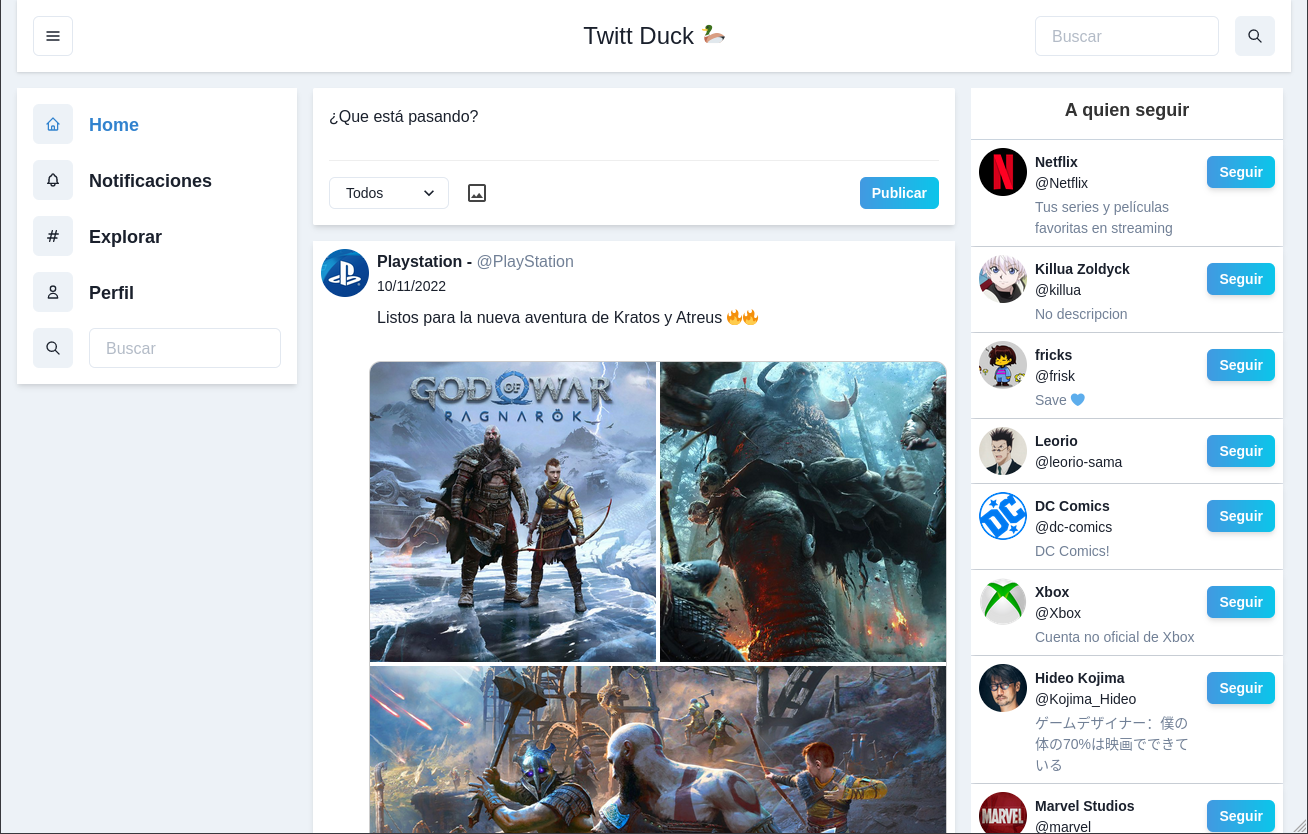 Twitt Duck
Buscar
Home
Notificaciones
Explorar
Perfil
Buscar
¿Que está pasando?
Todos
Publicar
Playstation - @PlayStation
10/11/2022
Listos para la nueva aventura de Kratos y Atreus 🔥🔥
GOD OF WAR
RAGNARÖK
A quien seguir
Netflix
@Netflix
Tus series y películas
favoritas en streaming
Seguir
Killua Zoldyck
@killua
No descripcion
Seguir
fricks
@frisk
Save 💙
Seguir
Leorio
@leorio-sama
Seguir
DC
DC Comics
@dc-comics
DC Comics!
Seguir
Xbox
@Xbox
Cuenta no oficial de Xbox
Seguir
Hideo Kojima
@Kojima_Hideo
ゲームデザイナー：僕の
体の70%は映画でできて
いる
Seguir
MARVEL
Marvel Studios
@marvel
Seguir